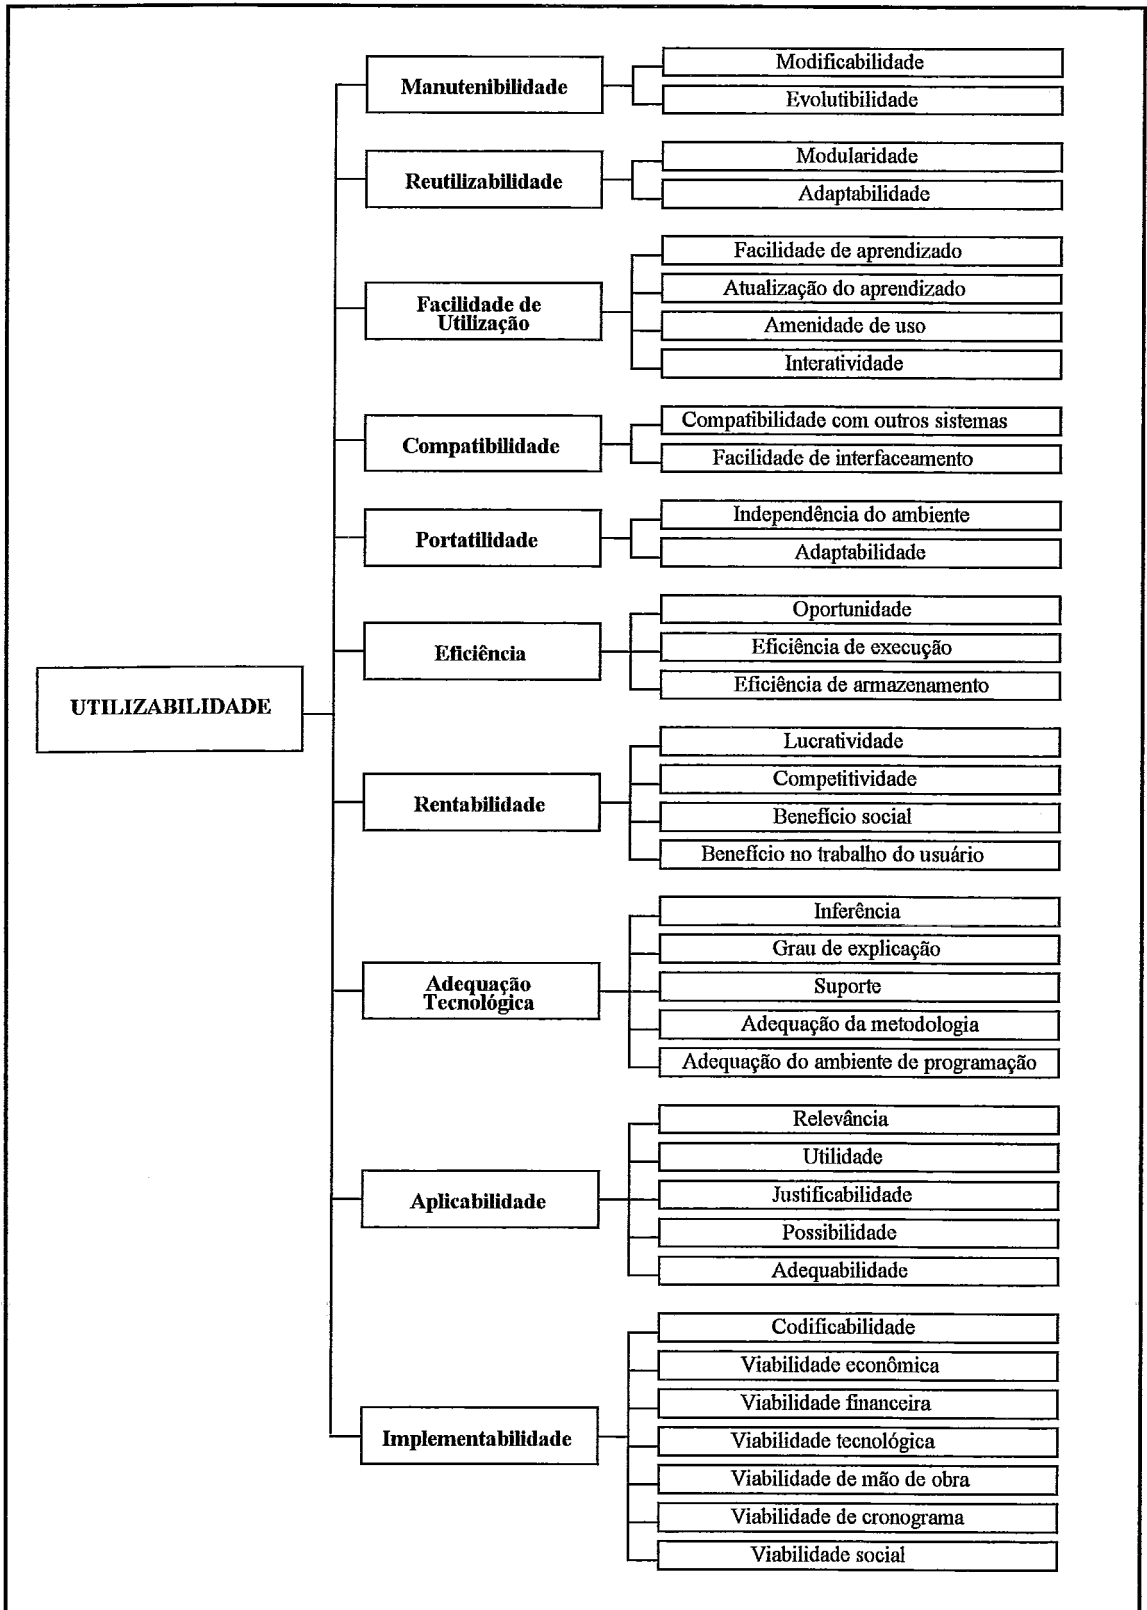 UTILIZABILIDADE
Manutenibilidade
Modificabilidade
Evolutibilidade
Reutilizabilidade
Modularidade
Adaptabilidade
Facilidade de
Utilização
Facilidade de aprendizado
Atualização do aprendizado
Amenidade de uso
Interatividade
Compatibilidade
Compatibilidade com outros sistemas
Facilidade de interfaceamento
Portatilidade
Independência do ambiente
Adaptabilidade
Eficiência
Oportunidade
Eficiência de execução
Eficiência de armazenamento
Rentabilidade
Lucratividade
Competitividade
Benefício social
Benefício no trabalho do usuário
Adequação
Tecnológica
Inferência
Grau de explicação
Suporte
Adequação da metodologia
Adequação do ambiente de programação
Aplicabilidade
Relevância
Utilidade
Justificabilidade
Possibilidade
Adequabilidade
Implementabilidade
Codificabilidade
Viabilidade econômica
Viabilidade financeira
Viabilidade tecnológica
Viabilidade de mão de obra
Viabilidade de cronograma
Viabilidade social